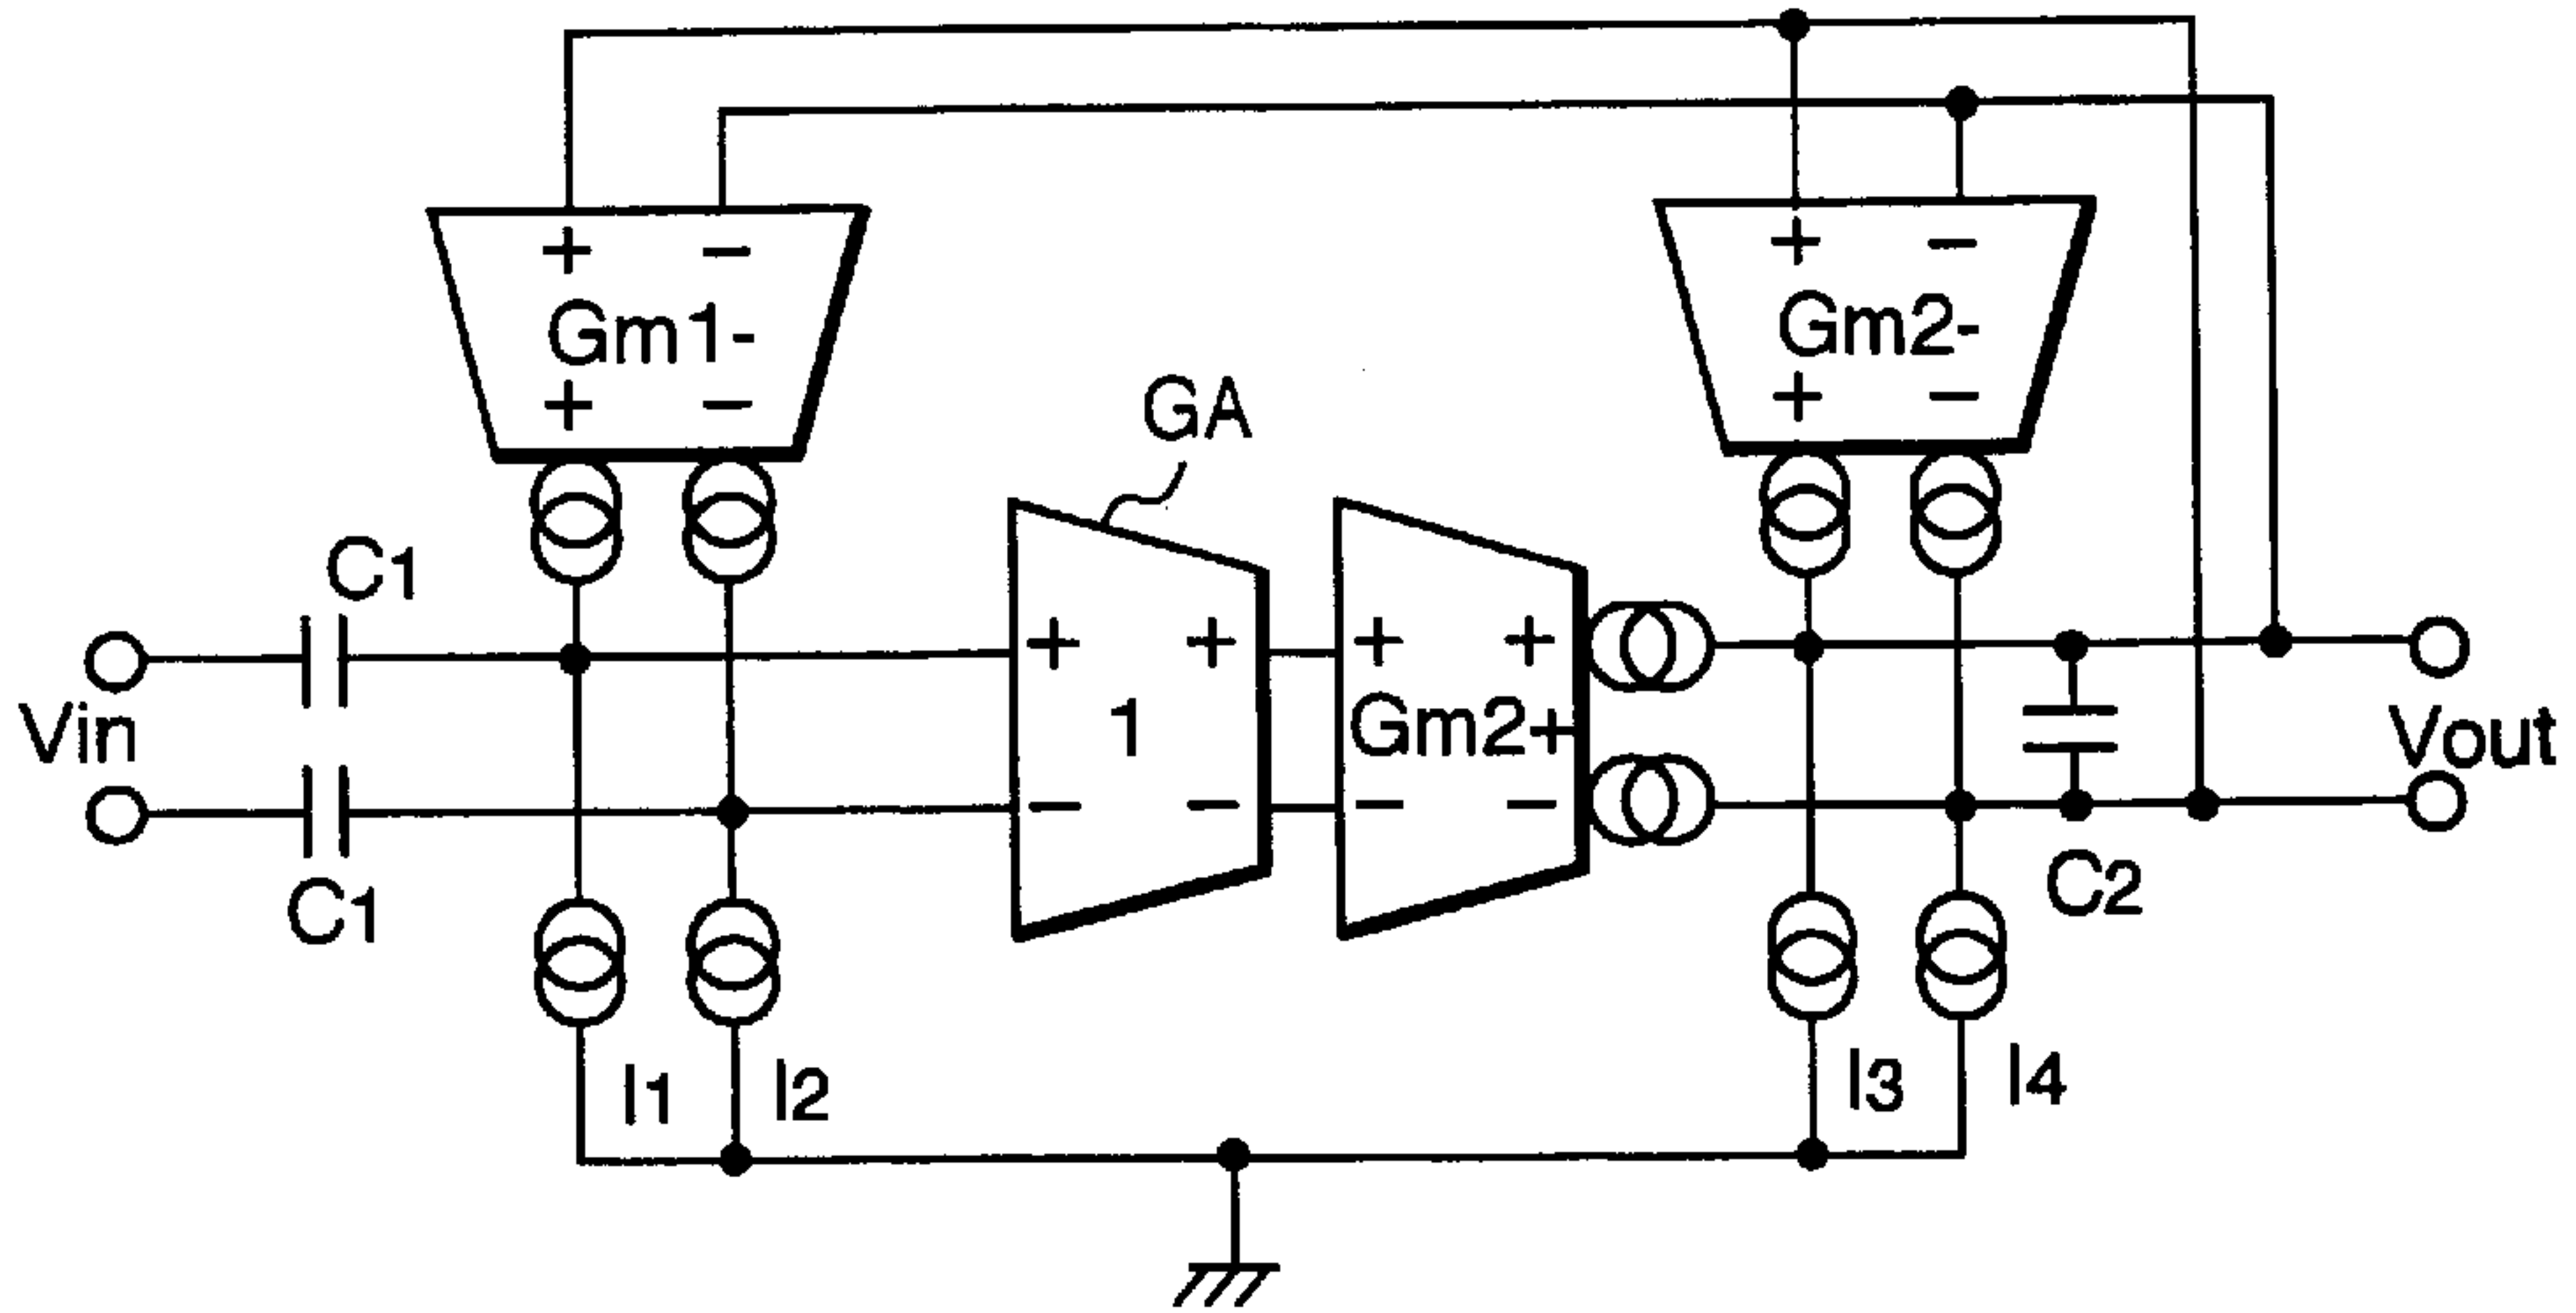 + −
Gm1-
+ −
+ −
Gm2-
+ −
GA
C1
+ +
+ +
Vin
1
Gm2+
Vout
− −
− −
C1
C2
I1
I2
I3
I4